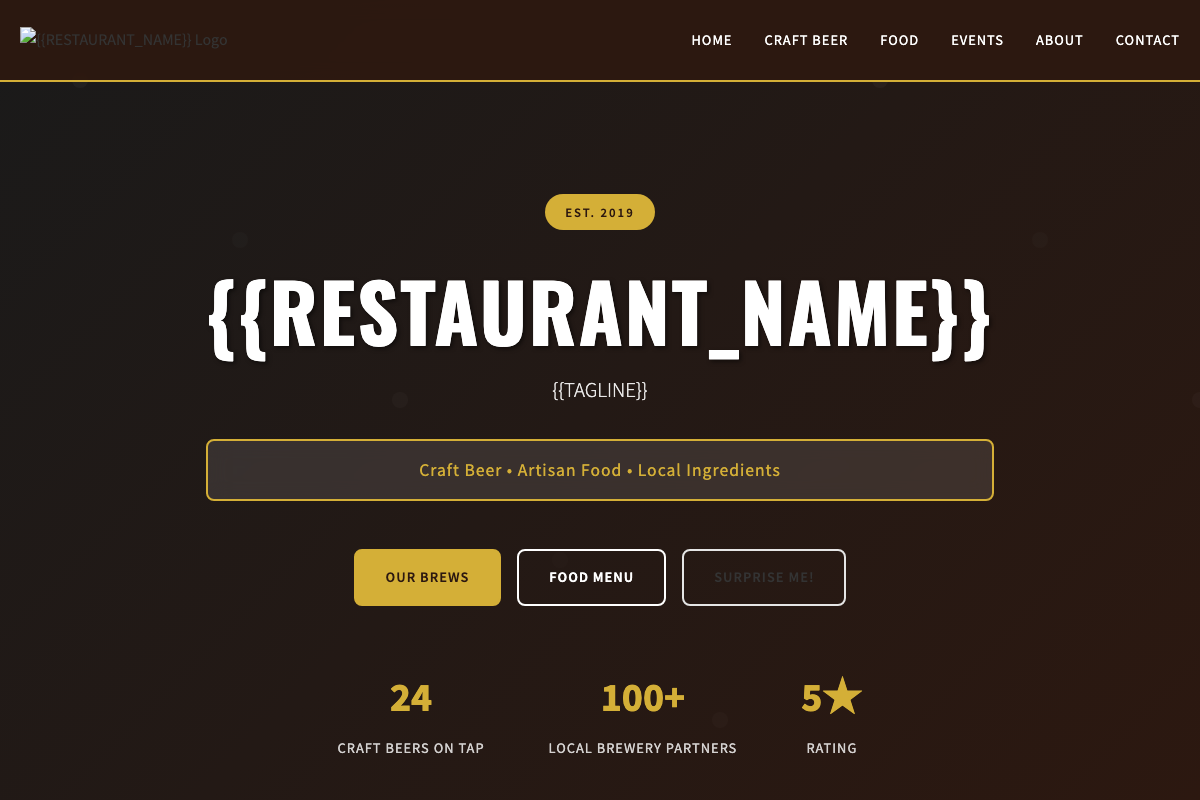 {{RESTAURANT_NAME}} Logo
HOME CRAFT BEER FOOD EVENTS ABOUT CONTACT
EST. 2019
{{RESTAURANT_NAME}}
{{TAGLINE}}
Craft Beer • Artisan Food • Local Ingredients
OUR BREWS FOOD MENU SURPRISE ME!
24 100+ 5★
CRAFT BEERS ON TAP LOCAL BREWERY PARTNERS RATING